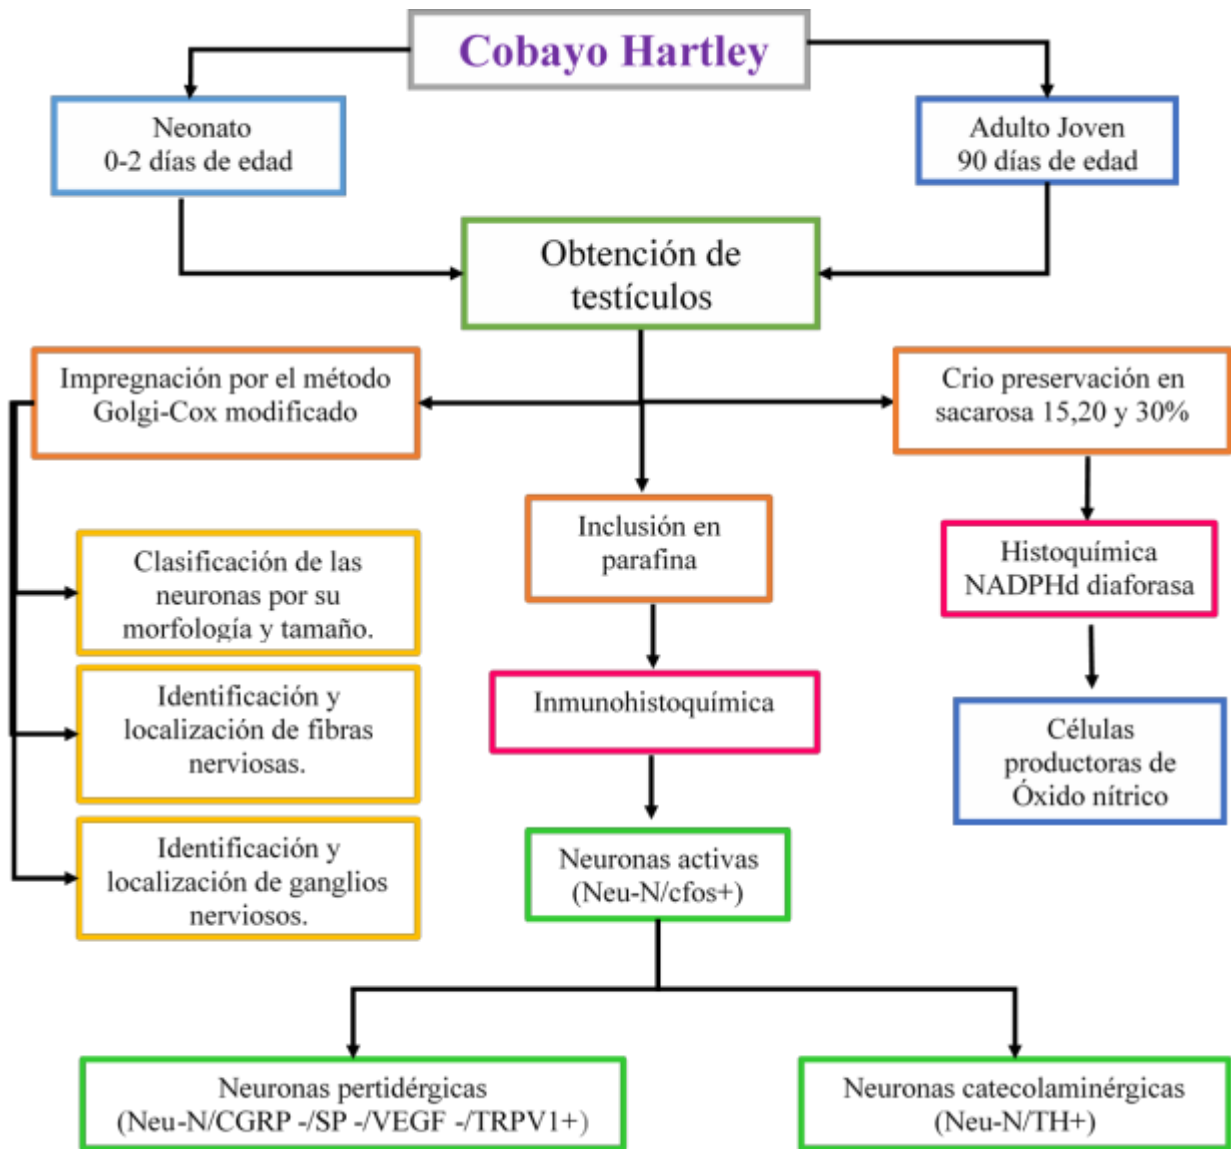 Cobayo Hartley
Neonato
0-2 días de edad
Adulto Joven
90 días de edad
Obtención de
testículos
Impregnación por el método
Golgi-Cox modificado
Crio preservación en
sacarosa 15,20 y 30%
Inclusión en
parafina
Histoquímica
NADPHd diaforasa
Clasificación de las
neuronas por su
morfología y tamaño.
Identificación y
localización de fibras
nerviosas.
Inmunohistoquímica
Células
productoras de
Óxido nítrico
Identificación y
localización de ganglios
nerviosos.
Neuronas activas
(Neu-N/cfos+)
Neuronas pertidérgicas
(Neu-N/CGRP -/SP -/VEGF -/TRPV1+)
Neuronas catecolaminérgicas
(Neu-N/TH+)